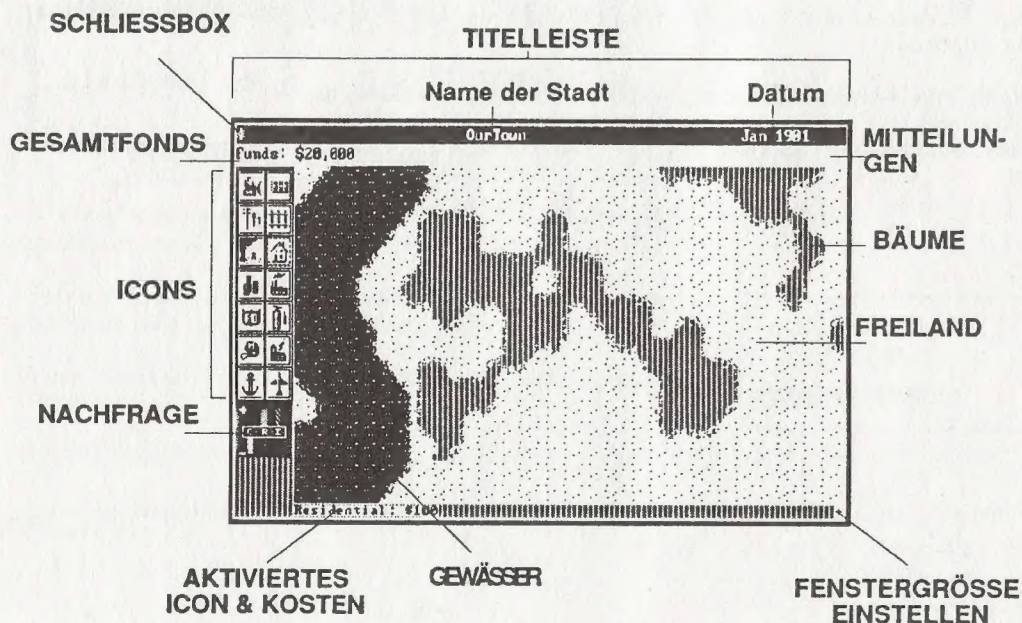 SCHLIESSBOX
TITELLEISTE
Name der Stadt
Datum
OurTown
Jan 1901
GESAMTFONDS
MITTEILUN-
GEN
Funds: $20,000
BÄUME
ICONS
FREILAND
NACHFRAGE
Residential: $100
AKTIVIERTES
ICON & KOSTEN
GEWÄSSER
FENSTERGRÖSSE
EINSTELLEN